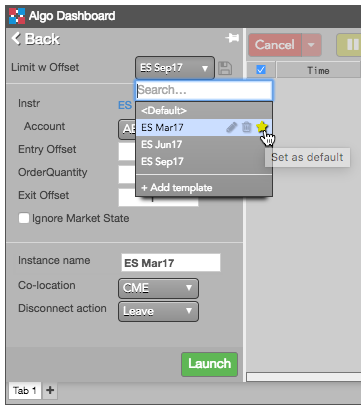 Algo Dashboard
Back
Cancel
Limit w Offset ES Sep17
Time
Search...
Instr ES
<Default>
Account
ES Mar17
Entry Offset
ES Jun17
Set as default
OrderQuantity
ES Sep17
Exit Offset
+ Add template
Ignore Market State
Instance name ES Mar17
Co-location CME
Disconnect action Leave
Launch
Tab 1 +